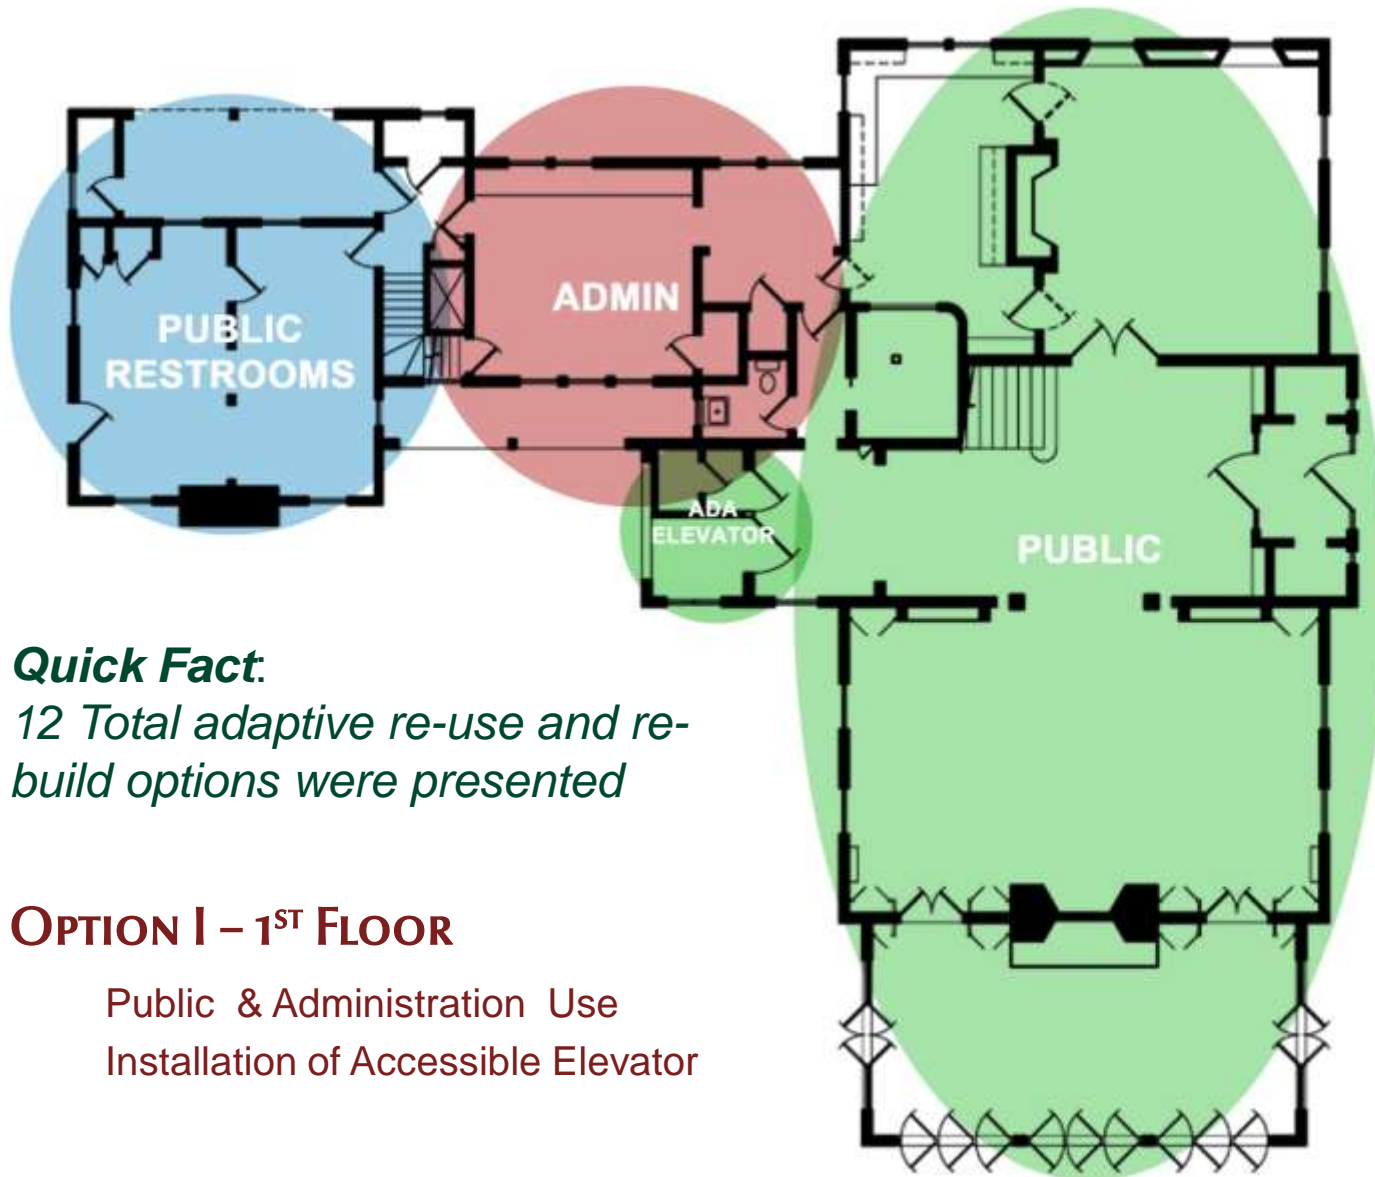 PUBLIC
RESTROOMS
ADMIN
ADA
ELEVATOR
PUBLIC
Quick Fact:
12 Total adaptive re-use and re-
build options were presented
OPTION I – 1ST FLOOR
Public & Administration Use
Installation of Accessible Elevator